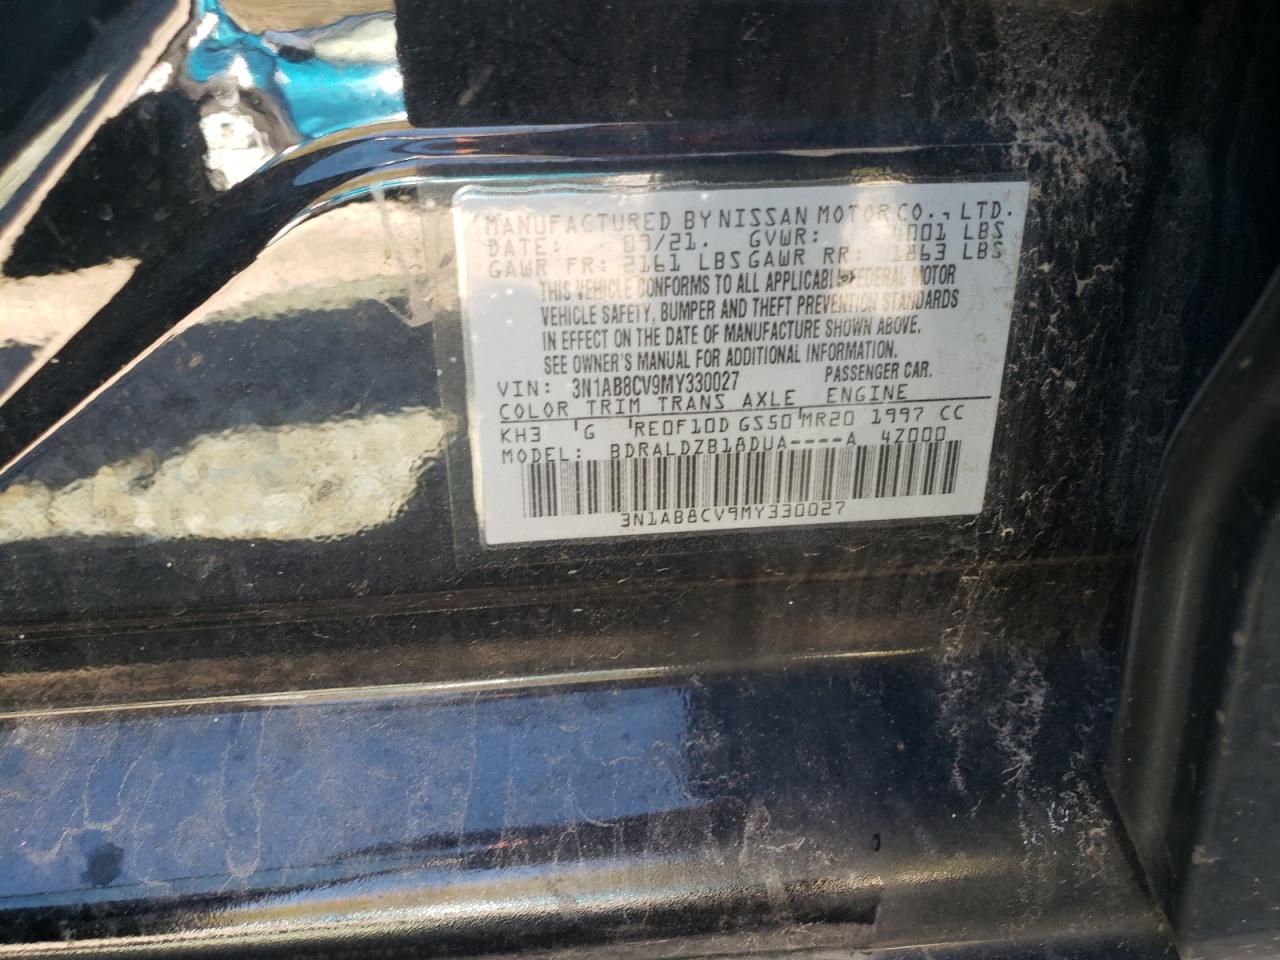 MANUFACTURED BY NISSAN MOTOR CO., LTD.
DATE: 09/21. GVWR: 4001 LBS
GAWR FR: 2161 LBS GAWR RR: 1863 LBS
THIS VEHICLE CONFORMS TO ALL APPLICABLE FEDERAL MOTOR
VEHICLE SAFETY, BUMPER AND THEFT PREVENTION STANDARDS
IN EFFECT ON THE DATE OF MANUFACTURE SHOWN ABOVE.
SEE OWNER'S MANUAL FOR ADDITIONAL INFORMATION.
VIN: 3N1AB8CV9MY330027 PASSENGER CAR.
COLOR TRIM TRANS AXLE ENGINE
KH3 G RE0F10D GS50 MR20 1997 CC
MODEL: BDRALDZB18DUA----A 4Z000
3N1AB8CV9MY330027